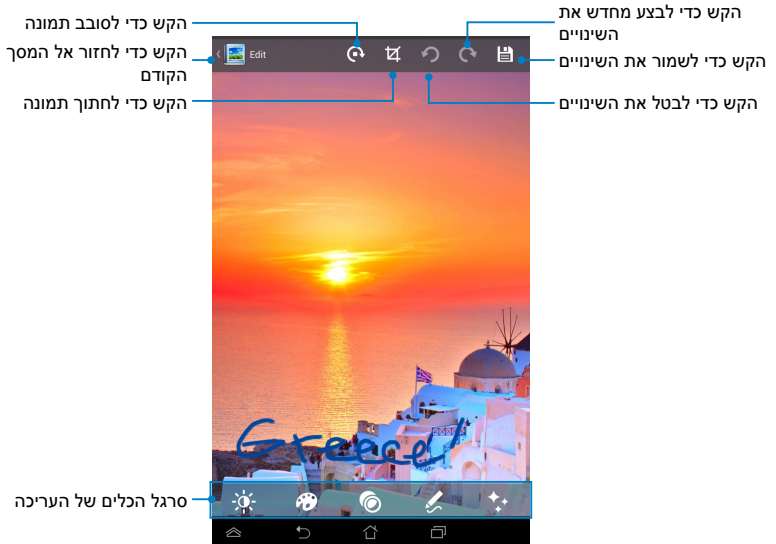 הקש כדי לבצע מחדש את
השינויים
הקש כדי לסובב תמונה
הקש כדי לחזור אל המסך
הקודם
Edit
הקש כדי לשמור את השינויים
הקש כדי לחתוך תמונה
הקש כדי לבטל את השינויים
Greece!
סרגל הכלים של העריכה